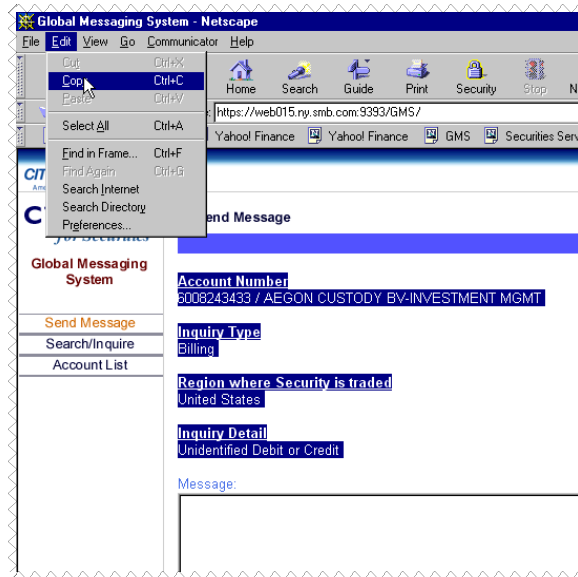 Global Messaging System - Netscape
File Edit View Go Communicator Help
Cut Ctrl+X
Copy Ctrl+C
Paste Ctrl+V
Select All Ctrl+A
Find in Frame... Ctrl+F
Find Again Ctrl+G
Search Internet
Search Directory
Preferences...
Home Search Guide Print Security Stop N
https://web015.ny.smb.com:9393/GMS/
Yahoo! Finance Yahoo! Finance GMS Securities Serv
CIT
C
for Securities
Global Messaging
System
Send Message
Search/Inquire
Account List
end Message
Account Number
6008243433 / AEGON CUSTODY BV-INVESTMENT MGMT
Inquiry Type
Billing
Region where Security is traded
United States
Inquiry Detail
Unidentified Debit or Credit
Message: